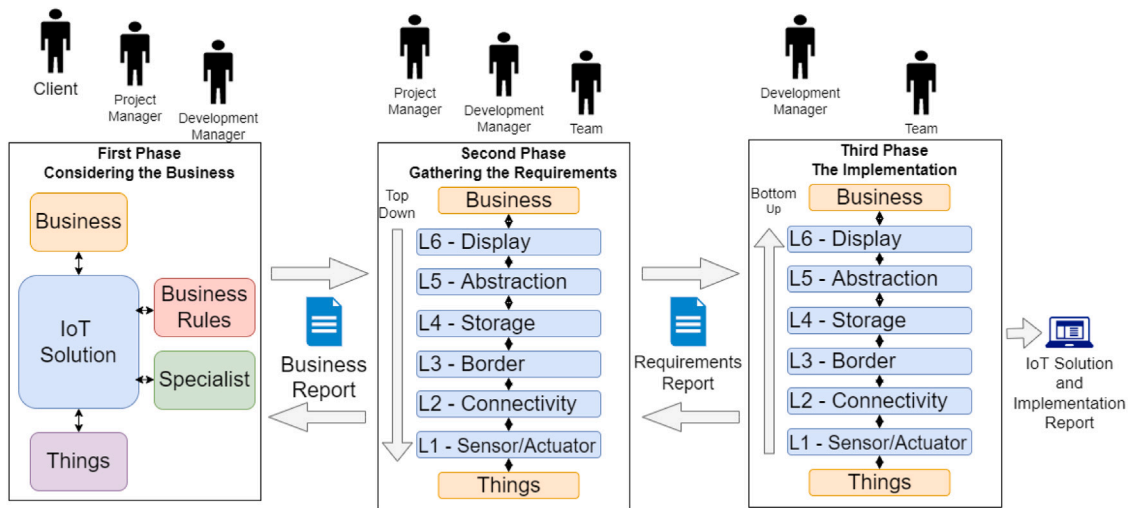 Client
Project
Manager
Development
Manager
First Phase
Considering the Business
Business
IoT
Solution
Business
Rules
Specialist
Things
Business
Report
Project
Manager
Development
Manager
Team
Second Phase
Gathering the Requirements
Top
Down
Business
L6 - Display
L5 - Abstraction
L4 - Storage
L3 - Border
L2 - Connectivity
L1 - Sensor/Actuator
Things
Requirements
Report
Development
Manager
Team
Third Phase
The Implementation
Bottom
Up
Business
L6 - Display
L5 - Abstraction
L4 - Storage
L3 - Border
L2 - Connectivity
L1 - Sensor/Actuator
Things
IoT Solution
and
Implementation
Report